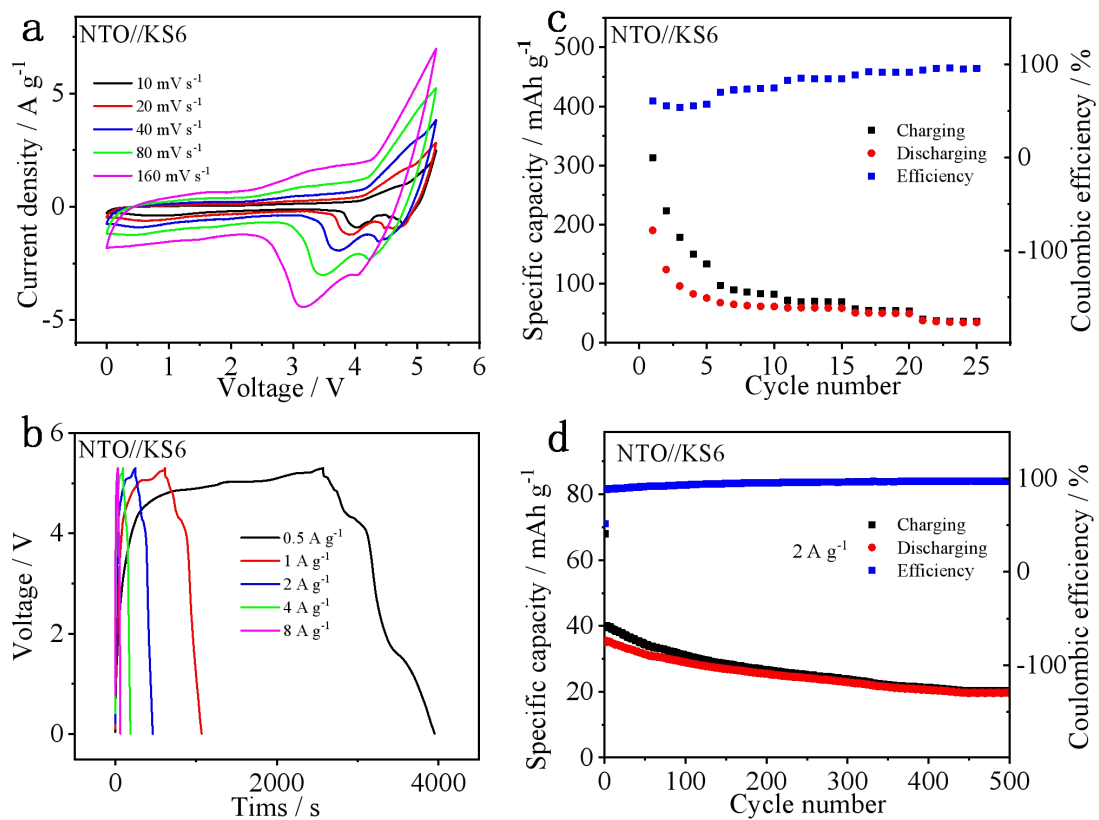 a
NTO//KS6
10 mV s⁻¹
20 mV s⁻¹
40 mV s⁻¹
80 mV s⁻¹
160 mV s⁻¹
Current density / A g⁻¹
5
0
-5
0 1 2 3 4 5 6
Voltage / V
c
NTO//KS6
Charging
Discharging
Efficiency
Specific capacity / mAh g⁻¹
500
450
400
350
300
250
200
150
100
50
0
Coulombic efficiency / %
100
0
-100
0 5 10 15 20 25
Cycle number
b
NTO//KS6
0.5 A g⁻¹
1 A g⁻¹
2 A g⁻¹
4 A g⁻¹
8 A g⁻¹
Voltage / V
6
4
2
0
0 2000 4000
Tims / s
d
NTO//KS6
Charging
2 A g⁻¹
Discharging
Efficiency
Specific capacity / mAh g⁻¹
80
60
40
20
0
Coulombic efficiency / %
100
0
-100
0 100 200 300 400 500
Cycle number